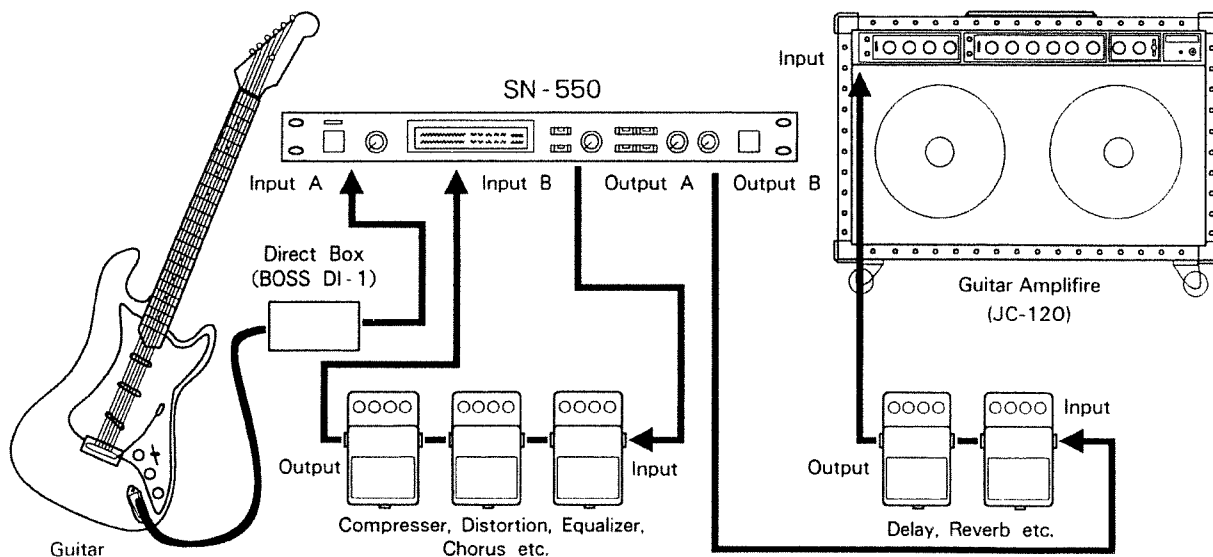 SN-550
Input A
Input B
Output A
Output B
Direct Box
(BOSS DI-1)
Input
Guitar Amplifire
(JC-120)
Output
Input
Compresser, Distortion, Equalizer,
Chorus etc.
Guitar
Output
Input
Delay, Reverb etc.